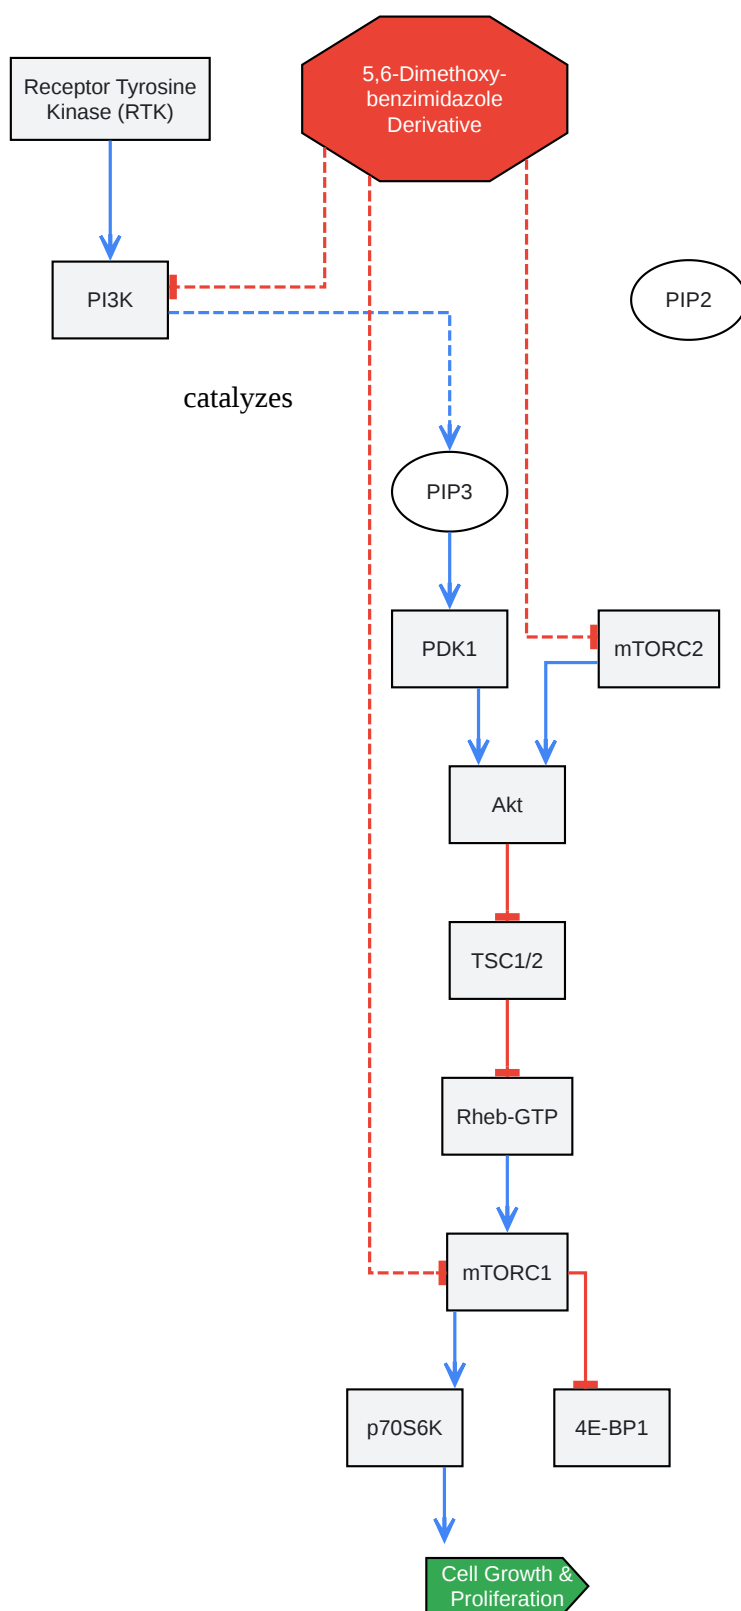 Receptor Tyrosine
Kinase (RTK)
5,6-Dimethoxy-
benzimidazole
Derivative
PI3K
PIP2
catalyzes
PIP3
PDK1
mTORC2
Akt
TSC1/2
Rheb-GTP
mTORC1
p70S6K
4E-BP1
Cell Growth &
Proliferation